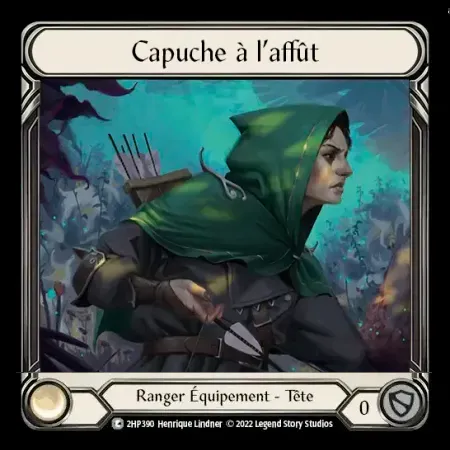 Capuche à l'affût
Ranger Équipement - Tête
0
C 2HP390 Henrique Lindner © 2022 Legend Story Studios